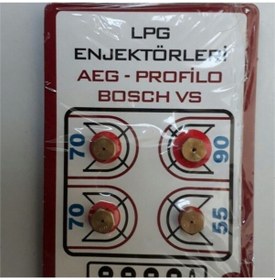 LPG
ENJEKTÖRLERİ
AEG - PROFİLO
BOSCH VS
70
90
70
55